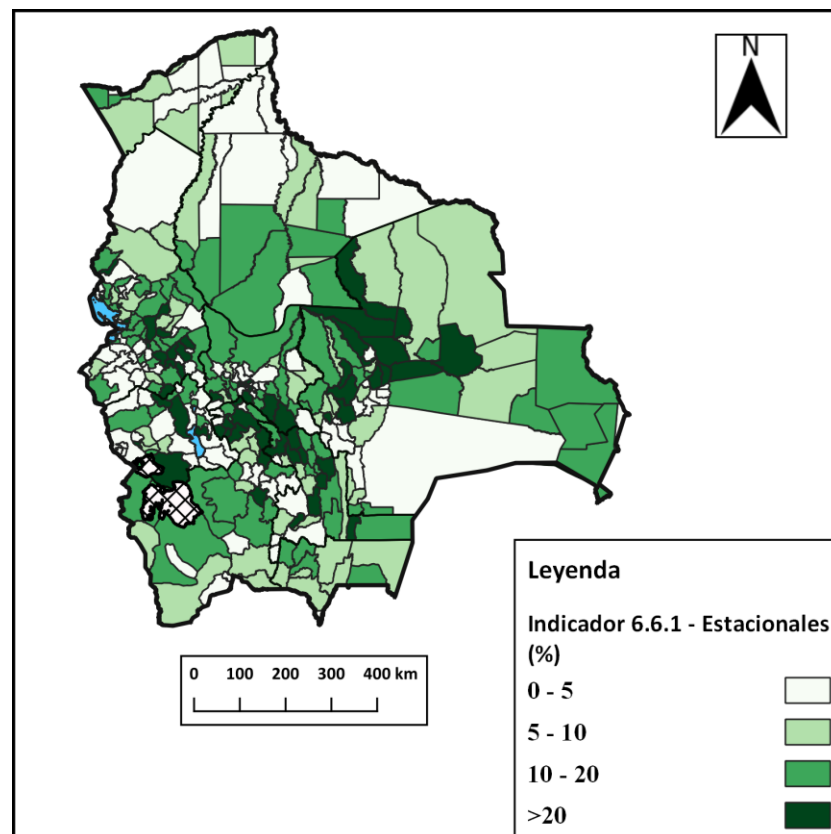 N
0 100 200 300 400 km
Leyenda
Indicador 6.6.1 - Estacionales
(%)
0 - 5
5 - 10
10 - 20
>20